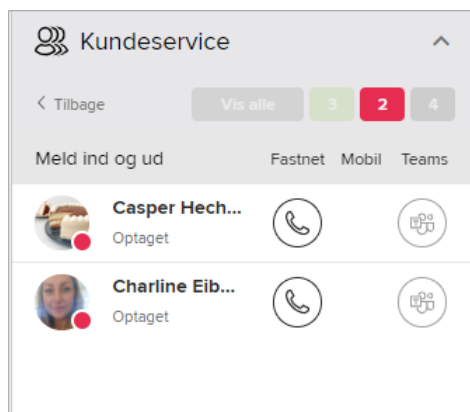 Kundeservice
Tilbage Vis alle 3 2 4
Meld ind og ud Fastnet Mobil Teams
Casper Hech...
Optaget
Charline Eib...
Optaget